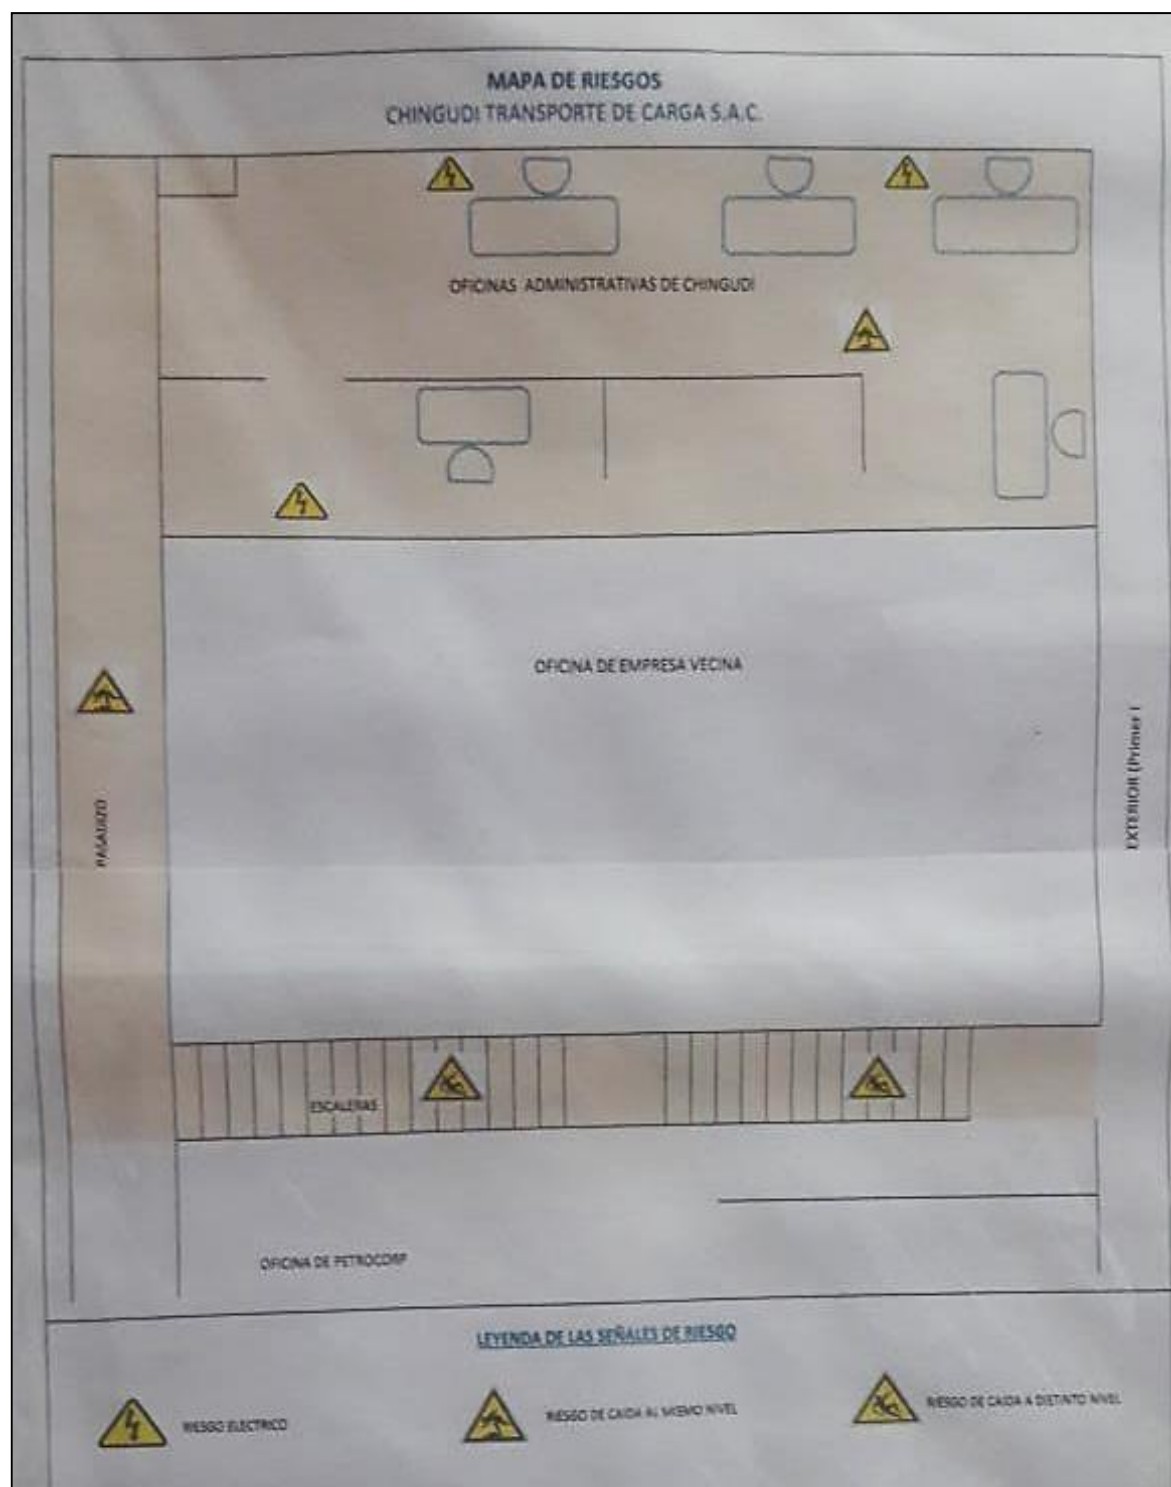 MAPA DE RIESGOS
CHINGUDI TRANSPORTE DE CARGA S.A.C.
OFICINAS ADMINISTRATIVAS DE CHINGUDI
OFICINA DE EMPRESA VECINA
PASADIZO
EXTERIOR (Primer
ESCALERAS
OFICINA DE PETROCORP
LEYENDA DE LAS SEÑALES DE RIESGO
RIESGO ELECTRICO
RIESGO DE CAIDA AL MISMO NIVEL
RIESGO DE CAIDA A DISTINTO NIVEL